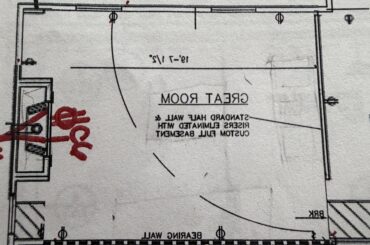 19'-7 1/2"
GREAT ROOM
STANDARD HALF WALL &
RISERS ELIMINATED WITH
CUSTOM FULL BASEMENT
BRK
BEARING WALL